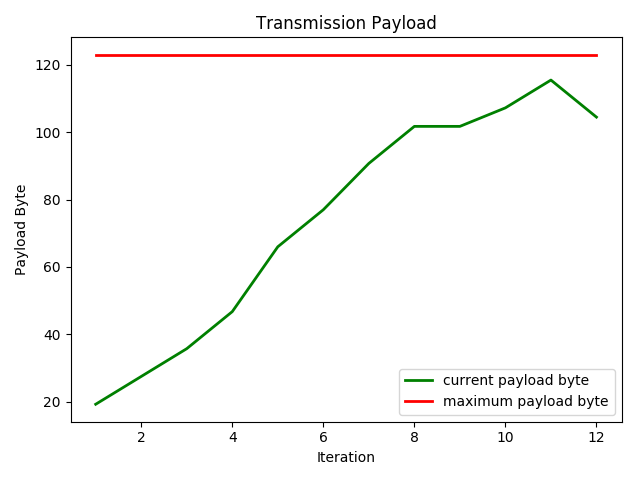 Transmission Payload
120
100
80
60
40
20
Payload Byte
current payload byte
maximum payload byte
2
4
6
8
10
12
Iteration